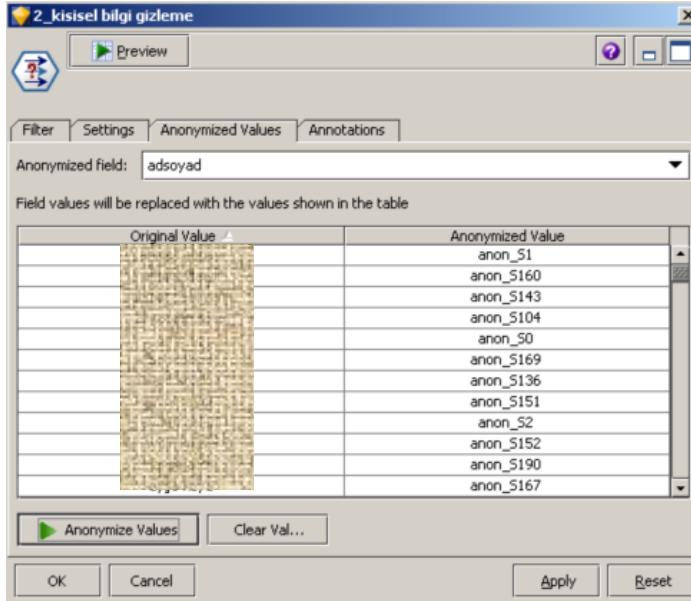 2_kisisel bilgi gizleme
Preview
Filter Settings Anonymized Values Annotations
Anonymized field: adsoyad
Field values will be replaced with the values shown in the table
Original Value Anonymized Value
anon_S1
anon_S160
anon_S143
anon_S104
anon_S0
anon_S169
anon_S136
anon_S151
anon_S2
anon_S152
anon_S190
anon_S167
Anonymize Values Clear Val...
OK Cancel Apply Reset